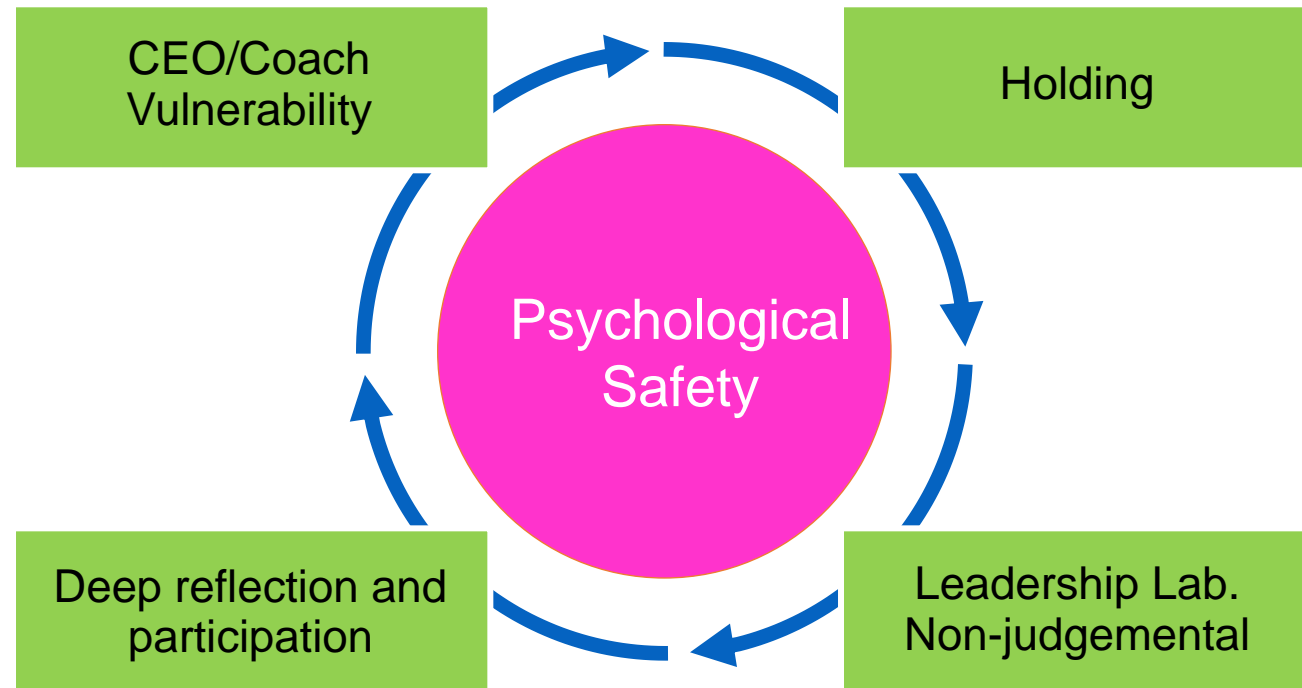 CEO/Coach
Vulnerability
Holding
Psychological
Safety
Deep reflection and
participation
Leadership Lab.
Non-judgemental